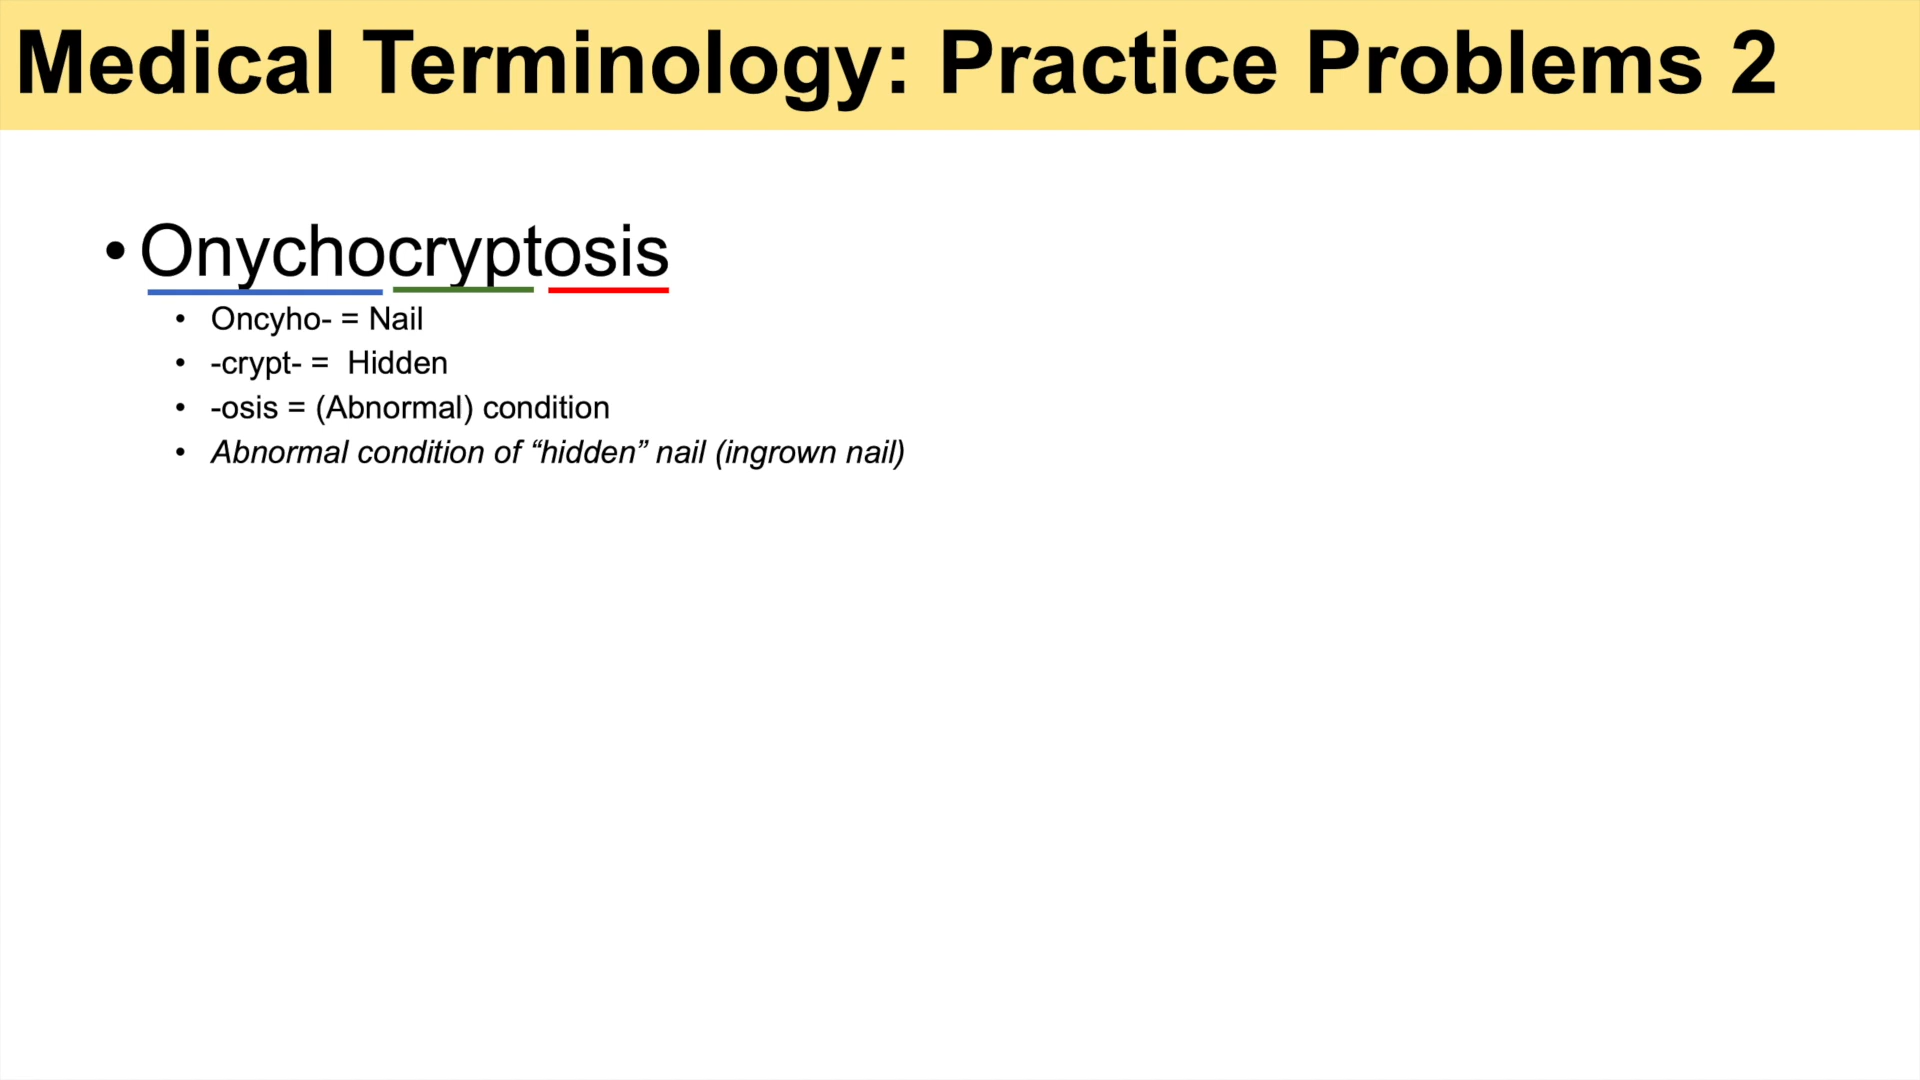 Medical Terminology: Practice Problems 2
• Onychocryptosis
• Oncyho- = Nail
• -crypt- = Hidden
• -osis = (Abnormal) condition
• Abnormal condition of “hidden” nail (ingrown nail)